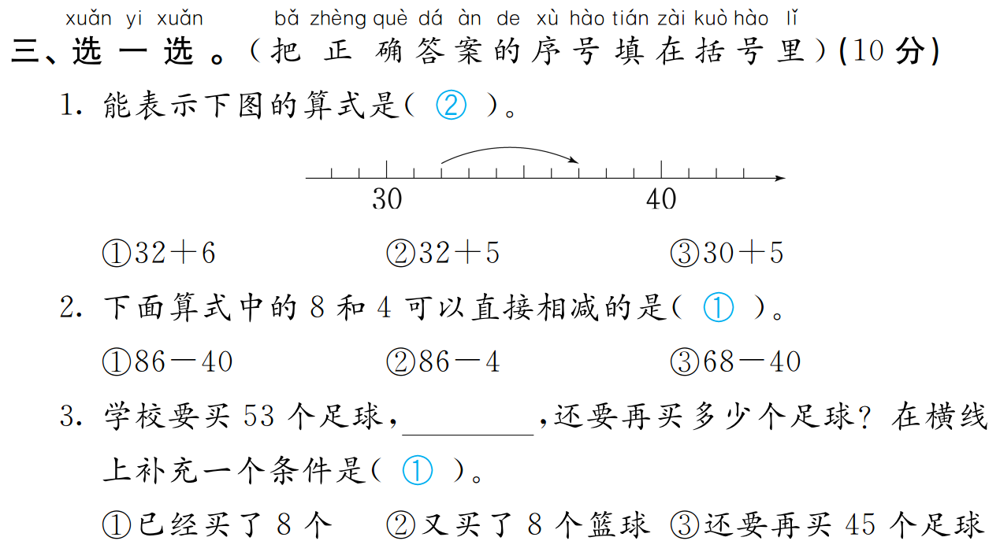 xuǎn yi xuǎn bǎ zhèng què dá àn de xù hào tián zài kuò hào lǐ
三、选一选。(把正确答案的序号填在括号里)(10分)
1. 能表示下图的算式是( ② )。
30 40
①32+6 ②32+5 ③30+5
2. 下面算式中的 8 和 4 可以直接相减的是( ① )。
①86-40 ②86-4 ③68-40
3. 学校要买 53 个足球,________,还要再买多少个足球?在横线
上补充一个条件是( ① )。
①已经买了 8 个 ②又买了 8 个篮球 ③还要再买 45 个足球